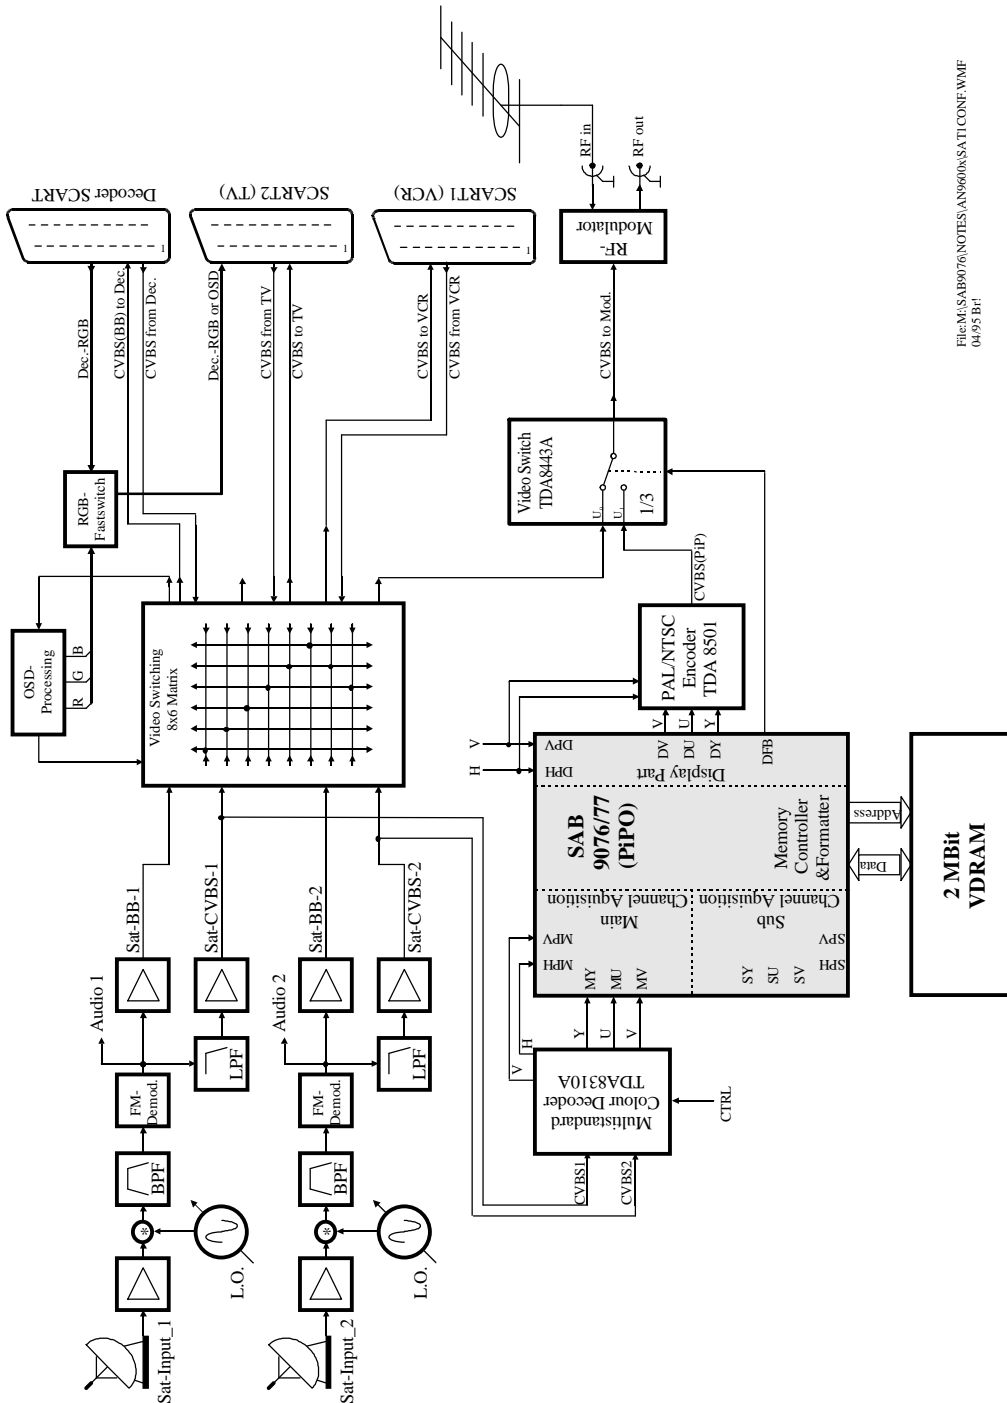 Sat-Input_1
L.O.
*
BPF
FM-
Demod.
Audio 1
LPF
Sat-BB-1
Sat-CVBS-1
Sat-Input_2
L.O.
*
BPF
FM-
Demod.
Audio 2
LPF
Sat-BB-2
Sat-CVBS-2
OSD-
Processing
R
G
B
Video Switching
8x6 Matrix
RGB-
Fastswitch
Dec.-RGB
CVBS(BB) to Dec.
CVBS from Dec.
Decoder SCART
1
Dec.-RGB or OSD
CVBS from TV
CVBS to TV
SCART2 (TV)
1
CVBS to VCR
CVBS from VCR
SCART1 (VCR)
1
CVBS1
CVBS2
Multistandard
Colour Decoder
TDA8310A
CTRL
V
H
Y
U
V
MPH
MPV
MY
MU
MV
Main
Channel Aquisition
SY
SU
SV
SPH
SPV
Sub
Channel Aquisition
SAB
9076/77
(PiPO)
Memory
Controller
&Formatter
H
V
DPH
DPV
Display Part
DV
DU
DY
DFB
V
U
Y
PAL/NTSC
Encoder
TDA 8501
CVBS(PiP)
Video Switch
TDA8443A
U0
U1
1/3
CVBS to Mod.
RF-
Modulator
RF in
RF out
Data
Address
2 MBit
VDRAM
File:M:\SAB9076\NOTES\AN9600x\SAT1CONF.WMF
04/95 Br!